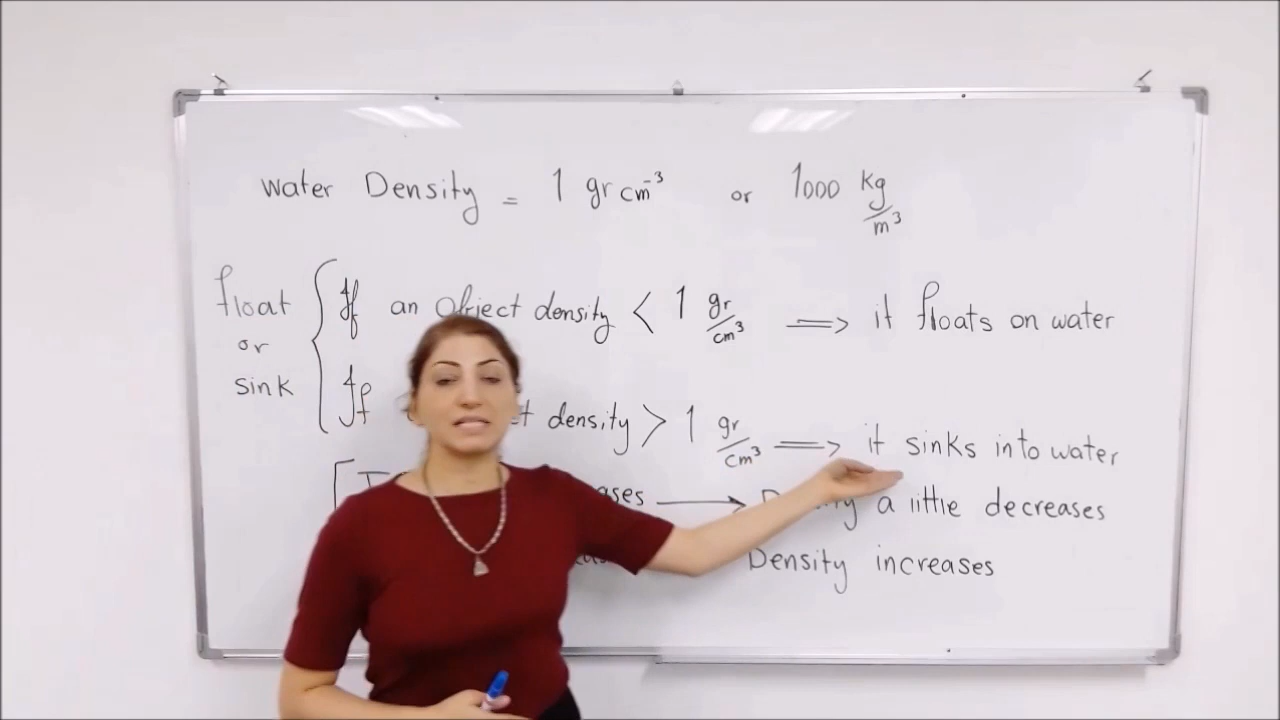 water Density = 1 gr cm⁻³ or 1000 kg/m³
float or sink
If an object density < 1 gr/cm³ ⟹ it floats on water
If density > 1 gr/cm³ ⟹ it sinks into water
⟶ a little decreases
Density increases